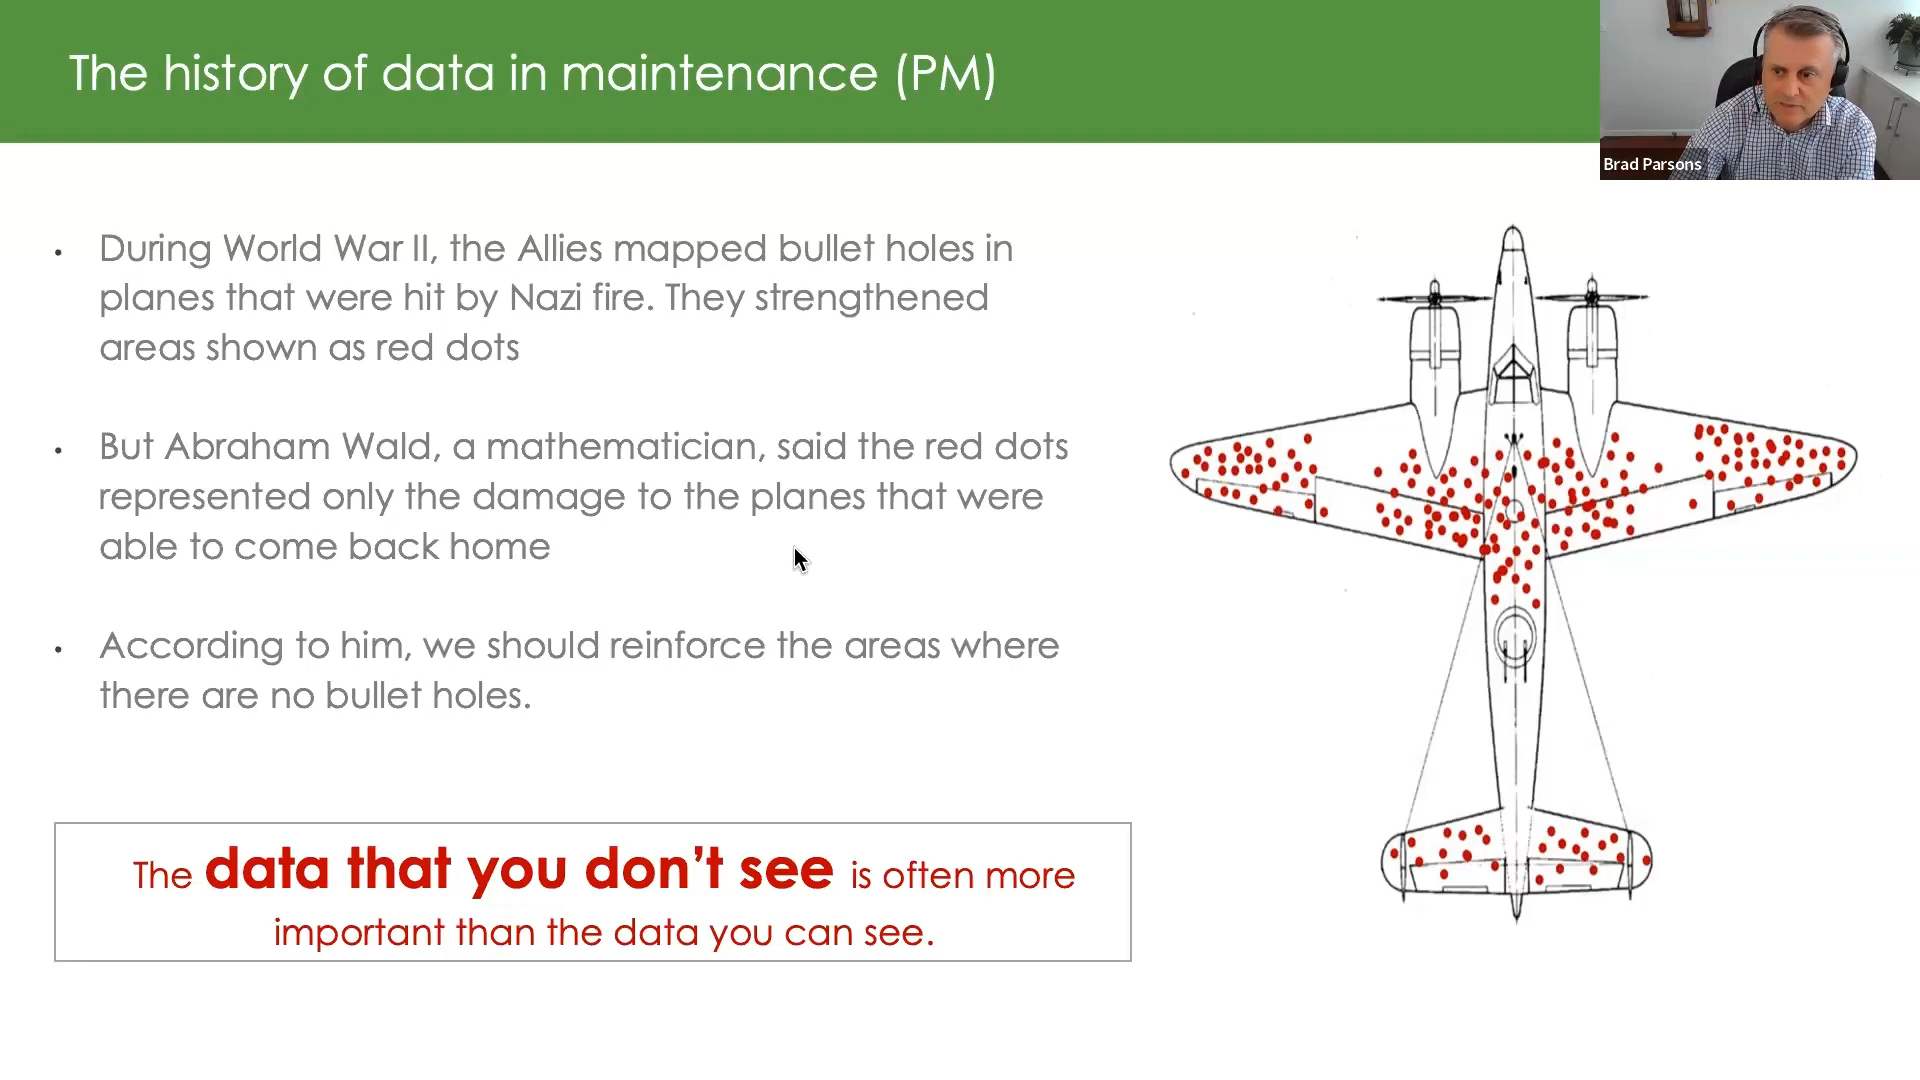 The history of data in maintenance (PM)
Brad Parsons
• During World War II, the Allies mapped bullet holes in
planes that were hit by Nazi fire. They strengthened
areas shown as red dots
• But Abraham Wald, a mathematician, said the red dots
represented only the damage to the planes that were
able to come back home
• According to him, we should reinforce the areas where
there are no bullet holes.
The data that you don’t see is often more
important than the data you can see.